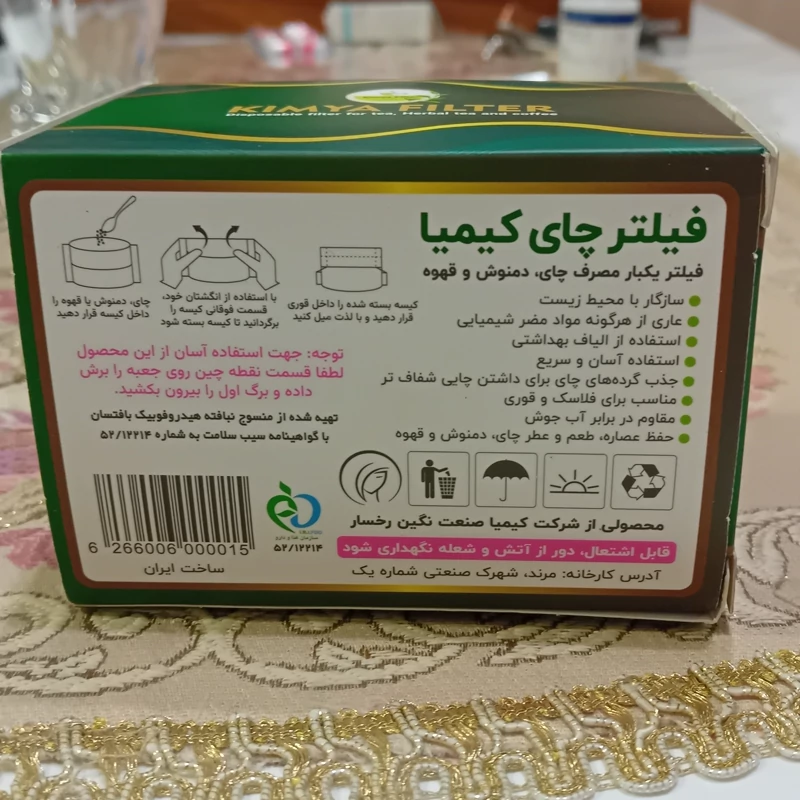 KIMYA FILTER
Disposable filter for tea, Herbal tea and coffee
فیلتر چای کیمیا
فیلتر یکبار مصرف چای، دمنوش و قهوه
سازگار با محیط زیست
عاری از هرگونه مواد مضر شیمیایی
استفاده از الیاف بهداشتی
استفاده آسان و سریع
جذب گرده‌های چای برای داشتن چایی شفاف تر
مناسب برای فلاسک و قوری
مقاوم در برابر آب جوش
حفظ عصاره، طعم و عطر چای، دمنوش و قهوه
چای، دمنوش یا قهوه را
داخل کیسه قرار دهید
با استفاده از انگشتان خود،
قسمت فوقانی کیسه را
برگردانید تا کیسه بسته شود
کیسه بسته شده را داخل قوری
قرار دهید و با لذت میل کنید
توجه: جهت استفاده آسان از این محصول
لطفا قسمت نقطه چین روی جعبه را برش
داده و برگ اول را بیرون بکشید.
تهیه شده از منسوج نبافته هیدروفوبیک بافتسان
با گواهینامه سیب سلامت به شماره ۵۲/۱۲۲۱۴
محصولی از شرکت کیمیا صنعت نگین رخسار
قابل اشتعال، دور از آتش و شعله نگهداری شود
آدرس کارخانه: مرند، شهرک صنعتی شماره یک
سازمان غذا و دارو
۵۲/۱۲۲۱۴
6 266006 000015
ساخت ایران